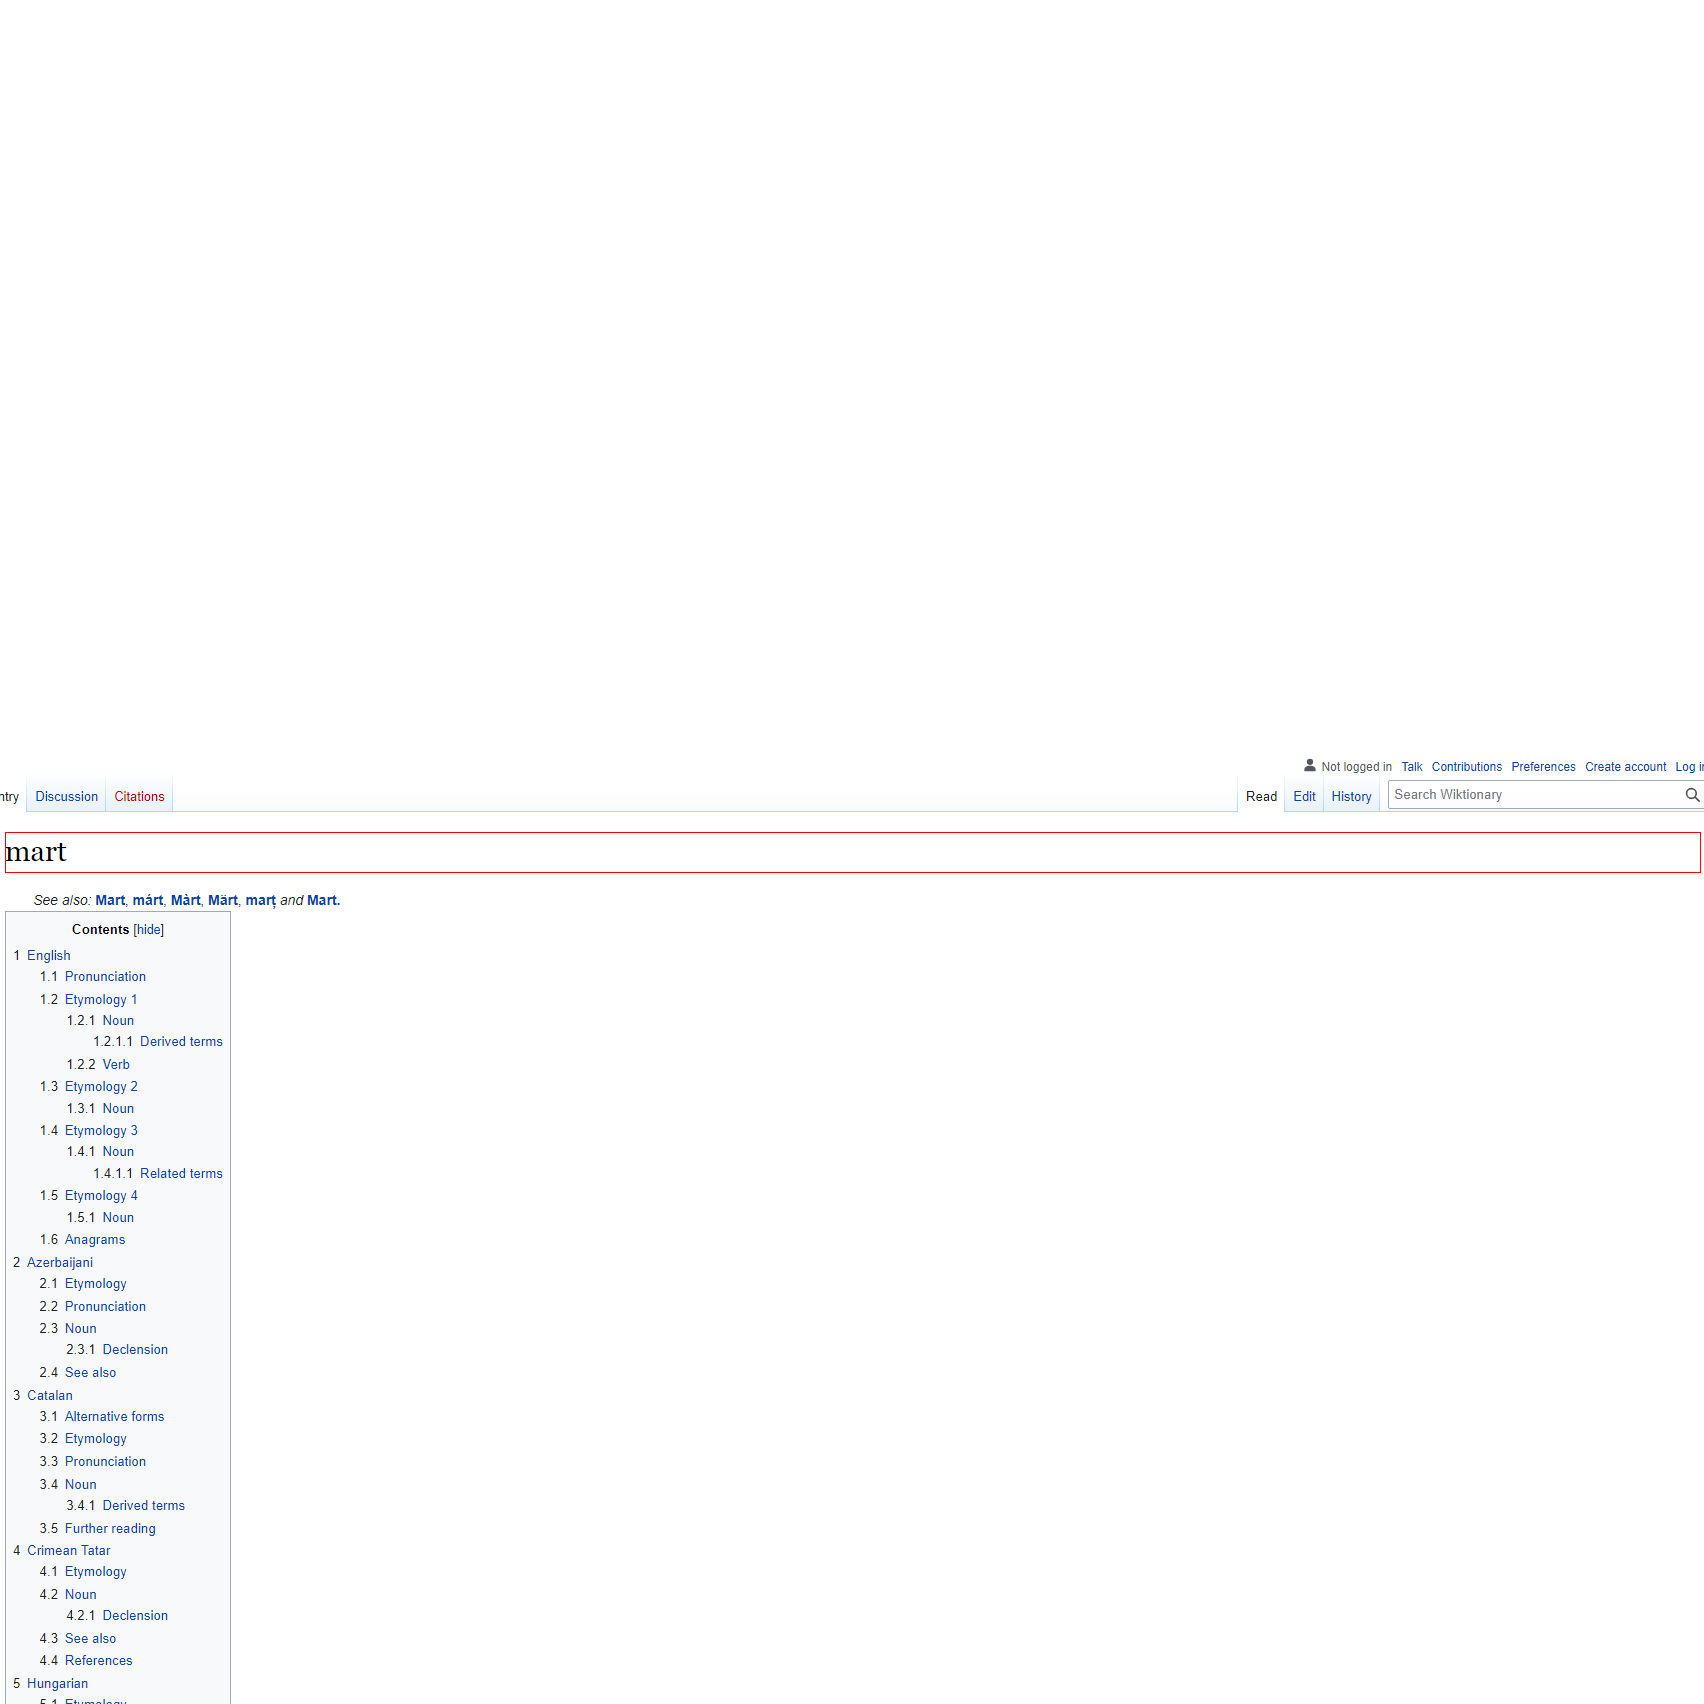 Not logged in Talk Contributions Preferences Create account Log in
ntry Discussion Citations Read Edit History Search Wiktionary
mart
See also: Mart, márt, Màrt, Märt, marț and Mart.
Contents [hide]
1 English
1.1 Pronunciation
1.2 Etymology 1
1.2.1 Noun
1.2.1.1 Derived terms
1.2.2 Verb
1.3 Etymology 2
1.3.1 Noun
1.4 Etymology 3
1.4.1 Noun
1.4.1.1 Related terms
1.5 Etymology 4
1.5.1 Noun
1.6 Anagrams
2 Azerbaijani
2.1 Etymology
2.2 Pronunciation
2.3 Noun
2.3.1 Declension
2.4 See also
3 Catalan
3.1 Alternative forms
3.2 Etymology
3.3 Pronunciation
3.4 Noun
3.4.1 Derived terms
3.5 Further reading
4 Crimean Tatar
4.1 Etymology
4.2 Noun
4.2.1 Declension
4.3 See also
4.4 References
5 Hungarian
5.1 Etymology